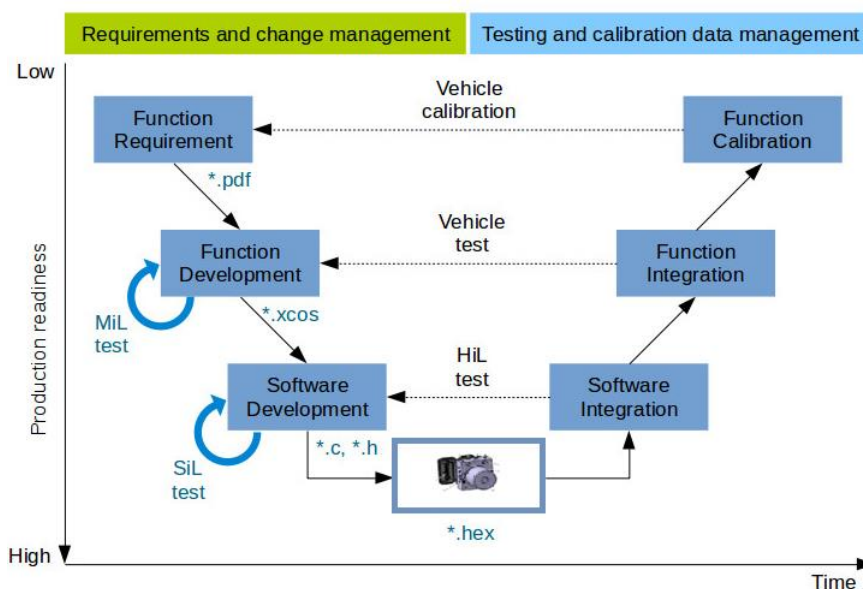 Requirements and change management
Testing and calibration data management
Low
Vehicle
calibration
Function
Requirement
Function
Calibration
*.pdf
Vehicle
test
Function
Development
Function
Integration
Production readiness
MiL
test
*.xcos
HiL
test
Software
Development
Software
Integration
SiL
test
*.c, *.h
*.hex
High
Time